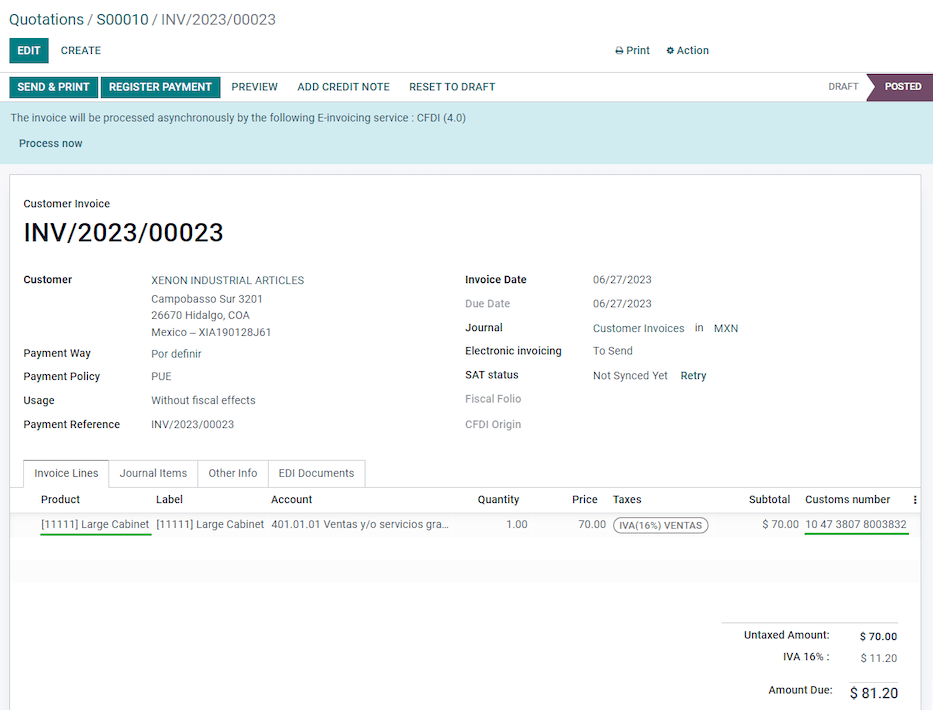 Quotations / S00010 / INV/2023/00023
EDIT CREATE Print Action
SEND & PRINT REGISTER PAYMENT PREVIEW ADD CREDIT NOTE RESET TO DRAFT DRAFT POSTED
The invoice will be processed asynchronously by the following E-invoicing service : CFDI (4.0)
Process now
Customer Invoice
INV/2023/00023
Customer XENON INDUSTRIAL ARTICLES
Campobasso Sur 3201
26670 Hidalgo, COA
Mexico – XIA190128J61
Payment Way Por definir
Payment Policy PUE
Usage Without fiscal effects
Payment Reference INV/2023/00023
Invoice Date 06/27/2023
Due Date 06/27/2023
Journal Customer Invoices in MXN
Electronic invoicing To Send
SAT status Not Synced Yet Retry
Fiscal Folio
CFDI Origin
Invoice Lines Journal Items Other Info EDI Documents
Product Label Account Quantity Price Taxes Subtotal Customs number
[11111] Large Cabinet [11111] Large Cabinet 401.01.01 Ventas y/o servicios gra... 1.00 70.00 IVA(16%) VENTAS $ 70.00 10 47 3807 8003832
Untaxed Amount: $ 70.00
IVA 16% : $ 11.20
Amount Due: $ 81.20